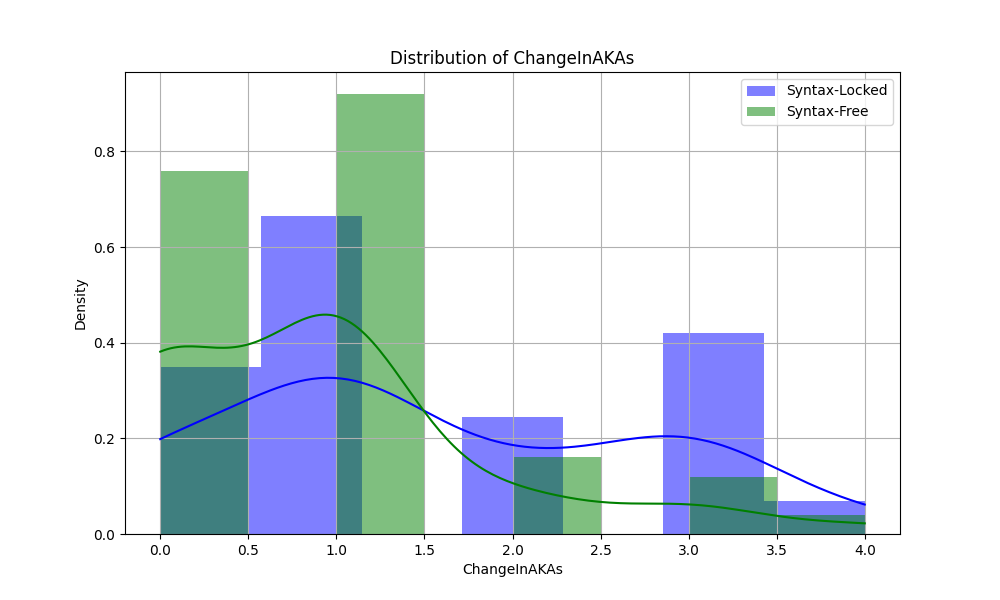 Distribution of ChangeInAKAs
Syntax-Locked
Syntax-Free
Density
0.8
0.6
0.4
0.2
0.0
0.0 0.5 1.0 1.5 2.0 2.5 3.0 3.5 4.0
ChangeInAKAs